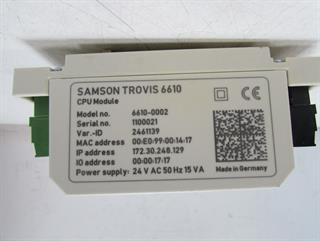 SAMSON TROVIS 6610
CPU Module
Model no. 6610-0002
Serial no. 1100021
Var.-ID 2461139
MAC address 00-E0-99-00-14-17
IP address 172.30.248.129
IO address 00-00-17-17
Power supply: 24 V AC 50 Hz 15 VA
Made in Germany
CE